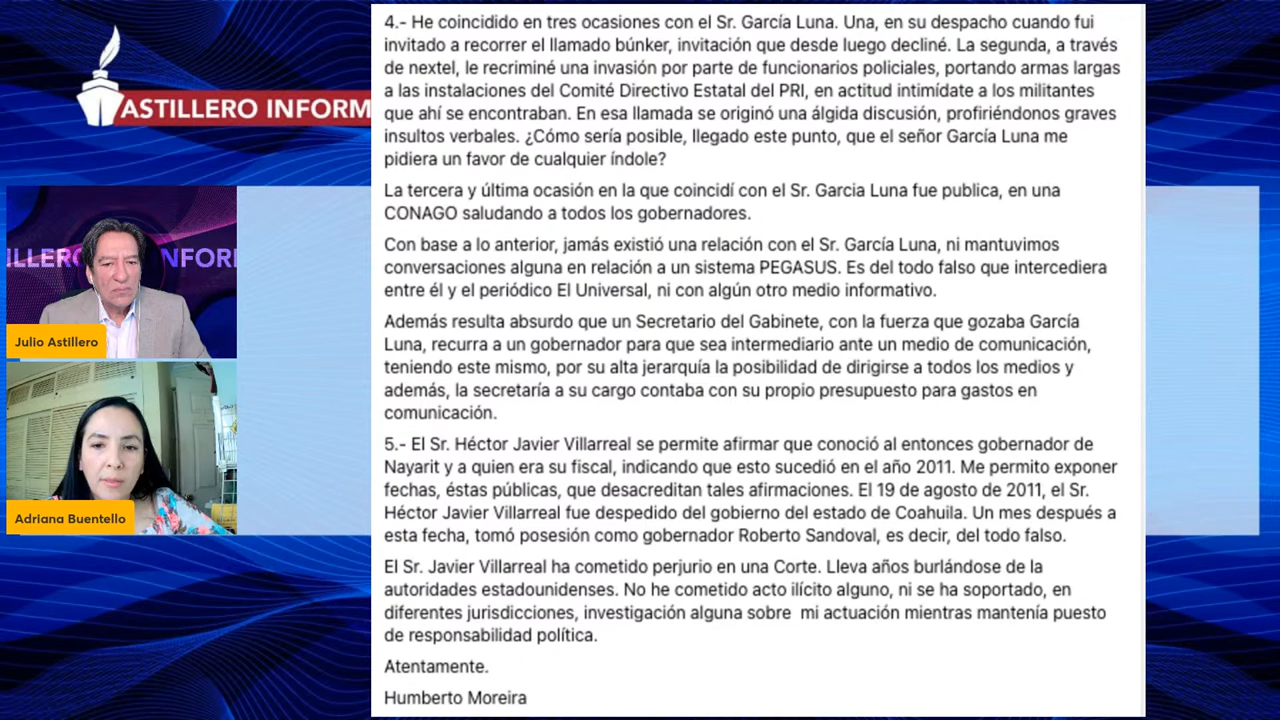 ASTILLERO INFORM
ILLERO
NFOR
Julio Astillero
Adriana Buentello
4.- He coincidido en tres ocasiones con el Sr. García Luna. Una, en su despacho cuando fui
invitado a recorrer el llamado búnker, invitación que desde luego decliné. La segunda, a través
de nextel, le recriminé una invasión por parte de funcionarios policiales, portando armas largas
a las instalaciones del Comité Directivo Estatal del PRI, en actitud intimídate a los militantes
que ahí se encontraban. En esa llamada se originó una álgida discusión, profiriéndonos graves
insultos verbales. ¿Cómo sería posible, llegado este punto, que el señor García Luna me
pidiera un favor de cualquier índole?
La tercera y última ocasión en la que coincidí con el Sr. Garcia Luna fue publica, en una
CONAGO saludando a todos los gobernadores.
Con base a lo anterior, jamás existió una relación con el Sr. García Luna, ni mantuvimos
conversaciones alguna en relación a un sistema PEGASUS. Es del todo falso que intercediera
entre él y el periódico El Universal, ni con algún otro medio informativo.
Además resulta absurdo que un Secretario del Gabinete, con la fuerza que gozaba García
Luna, recurra a un gobernador para que sea intermediario ante un medio de comunicación,
teniendo este mismo, por su alta jerarquía la posibilidad de dirigirse a todos los medios y
además, la secretaría a su cargo contaba con su propio presupuesto para gastos en
comunicación.
5.- El Sr. Héctor Javier Villarreal se permite afirmar que conoció al entonces gobernador de
Nayarit y a quien era su fiscal, indicando que esto sucedió en el año 2011. Me permito exponer
fechas, éstas públicas, que desacreditan tales afirmaciones. El 19 de agosto de 2011, el Sr.
Héctor Javier Villarreal fue despedido del gobierno del estado de Coahuila. Un mes después a
esta fecha, tomó posesión como gobernador Roberto Sandoval, es decir, del todo falso.
El Sr. Javier Villarreal ha cometido perjurio en una Corte. Lleva años burlándose de la
autoridades estadounidenses. No he cometido acto ilícito alguno, ni se ha soportado, en
diferentes jurisdicciones, investigación alguna sobre  mi actuación mientras mantenía puesto
de responsabilidad política.
Atentamente.
Humberto Moreira